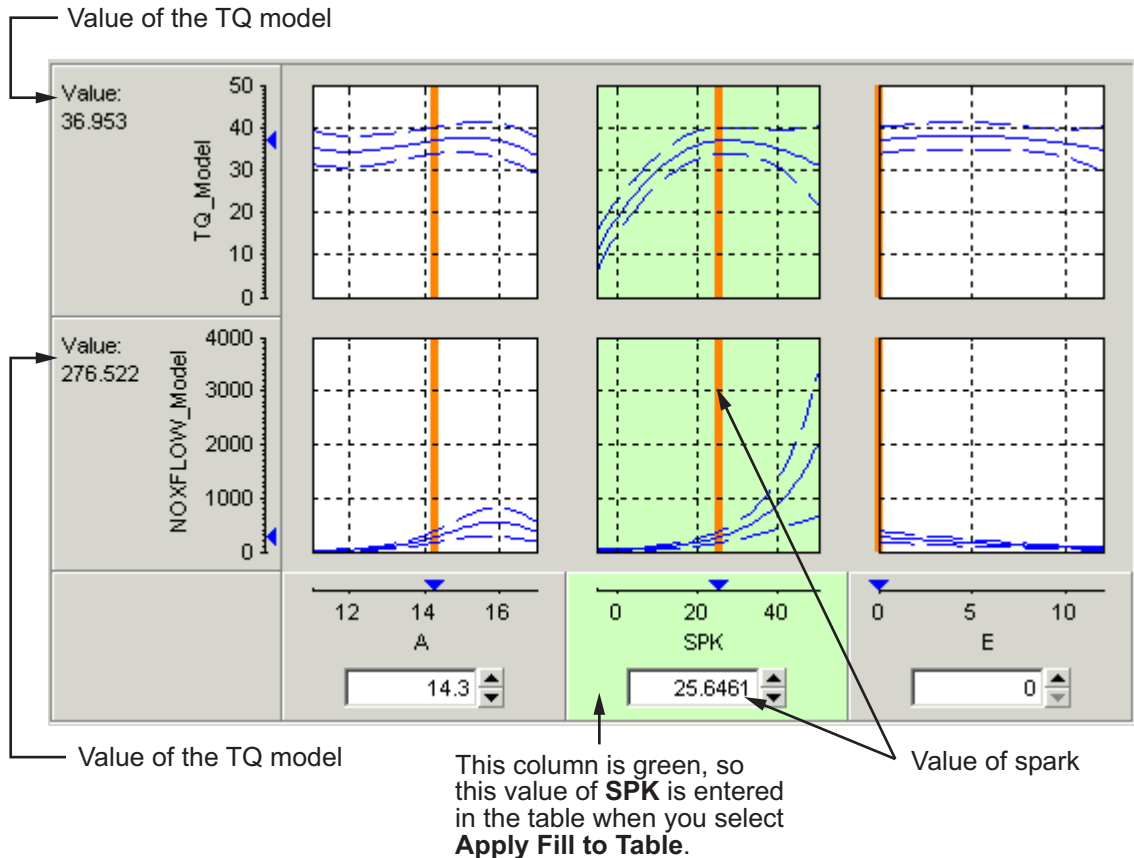 Value of the TQ model
Value:
36.953
TQ_Model
50
40
30
20
10
0
Value:
276.522
NOXFLOW_Model
4000
3000
2000
1000
0
12 14 16
A
14.3
0 20 40
SPK
25.6461
0 5 10
E
0
Value of the TQ model
This column is green, so
this value of SPK is entered
in the table when you select
Apply Fill to Table.
Value of spark